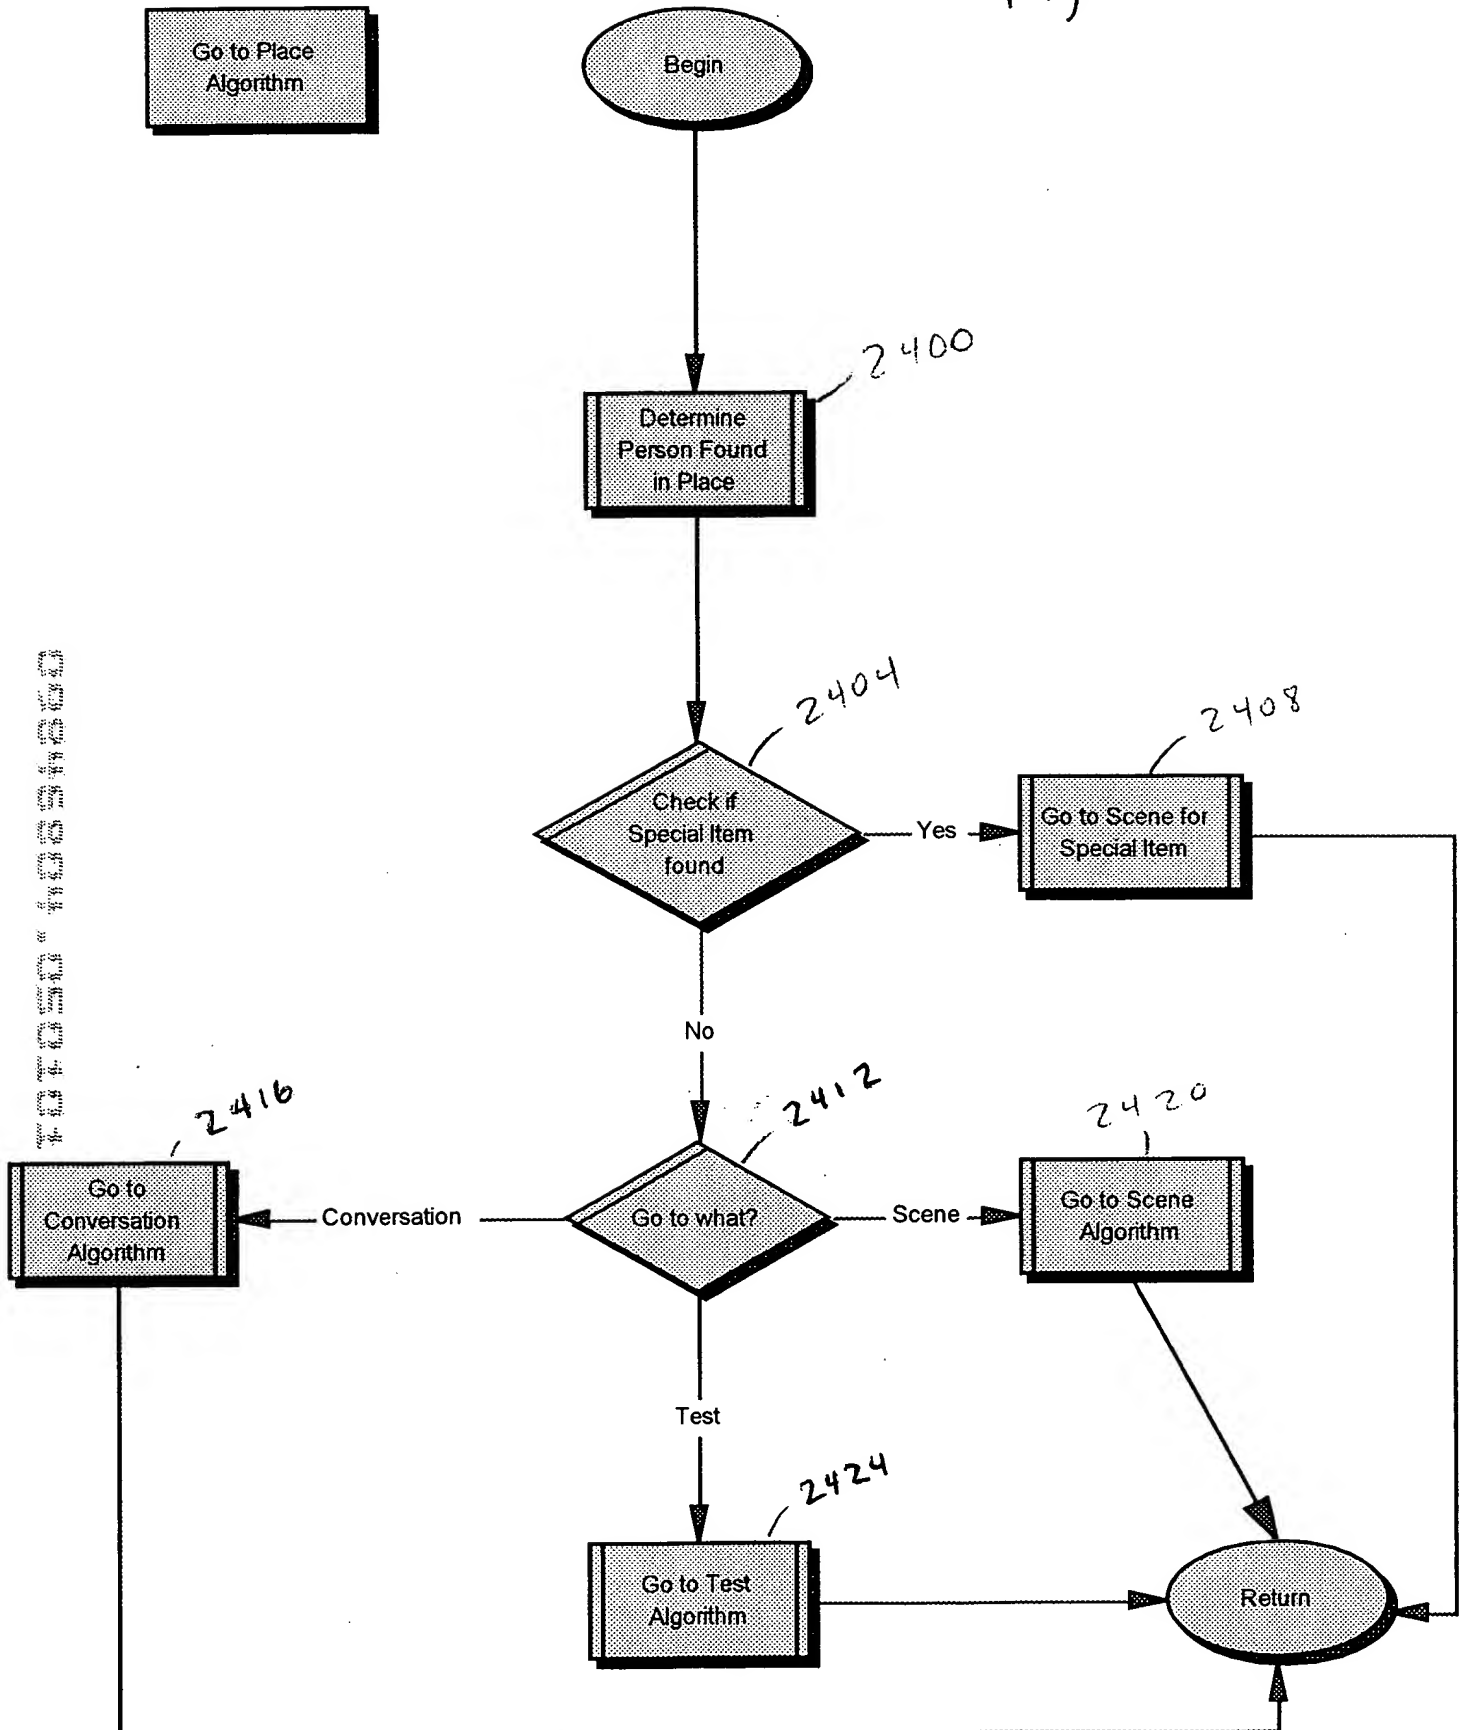 Go to Place
Algorithm
Begin
2400
Determine
Person Found
in Place
2404
2408
Check if
Special Item
found
Yes
Go to Scene for
Special Item
No
2416
2412
2420
Go to
Conversation
Algorithm
Conversation
Go to what?
Scene
Go to Scene
Algorithm
Test
2424
Go to Test
Algorithm
Return